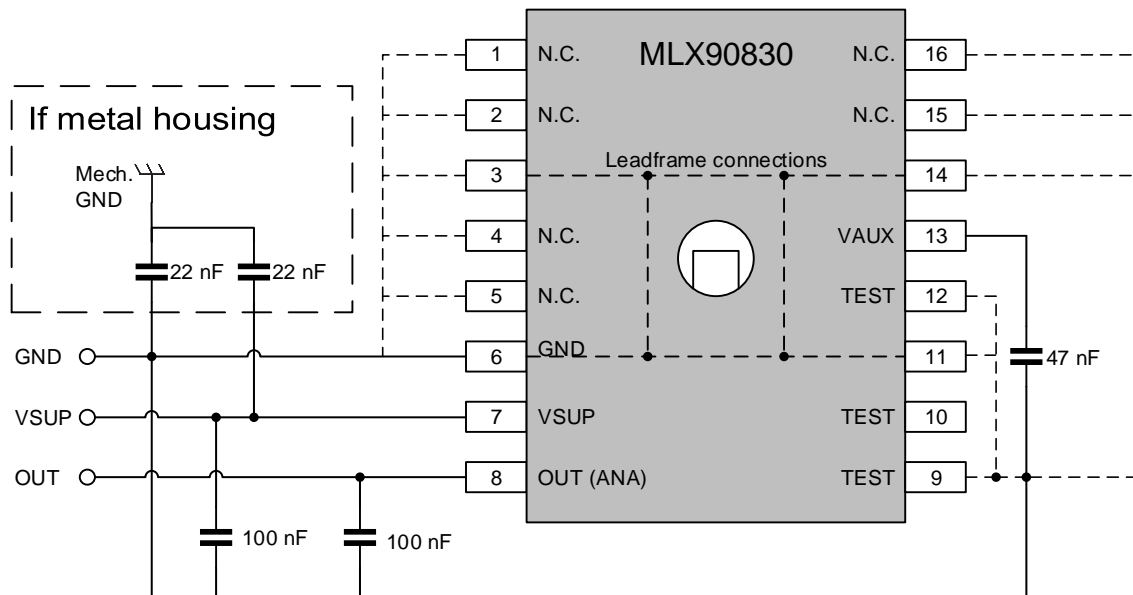 MLX90830
If metal housing
Mech.
GND
22 nF
22 nF
GND
VSUP
OUT
100 nF
100 nF
1 N.C.
2 N.C.
3
4 N.C.
5 N.C.
6 GND
7 VSUP
8 OUT (ANA)
Leadframe connections
N.C. 16
N.C. 15
14
VAUX 13
TEST 12
11
TEST 10
TEST 9
47 nF